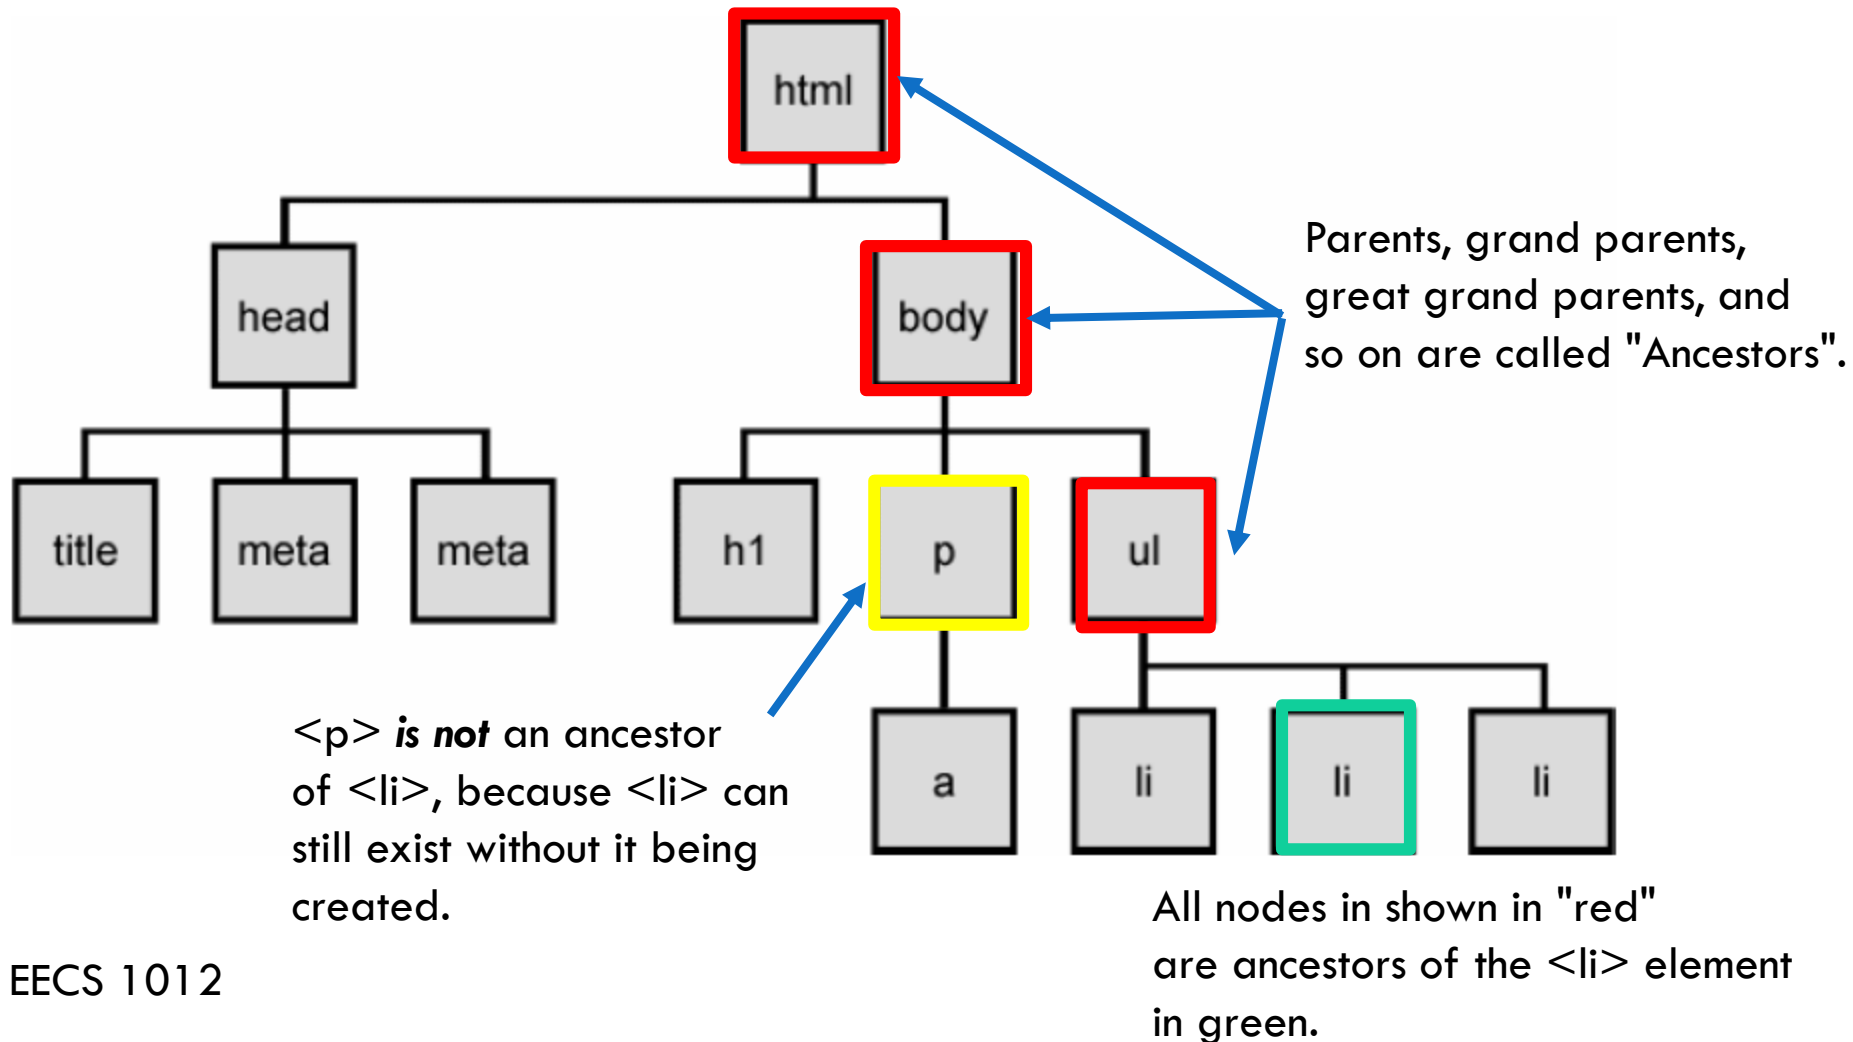 html
head
body
Parents, grand parents,
great grand parents, and
so on are called "Ancestors".
title
meta
meta
h1
p
ul
<p> is not an ancestor
of <li>, because <li> can
still exist without it being
created.
a
li
li
li
All nodes in shown in "red"
are ancestors of the <li> element
in green.
EECS 1012